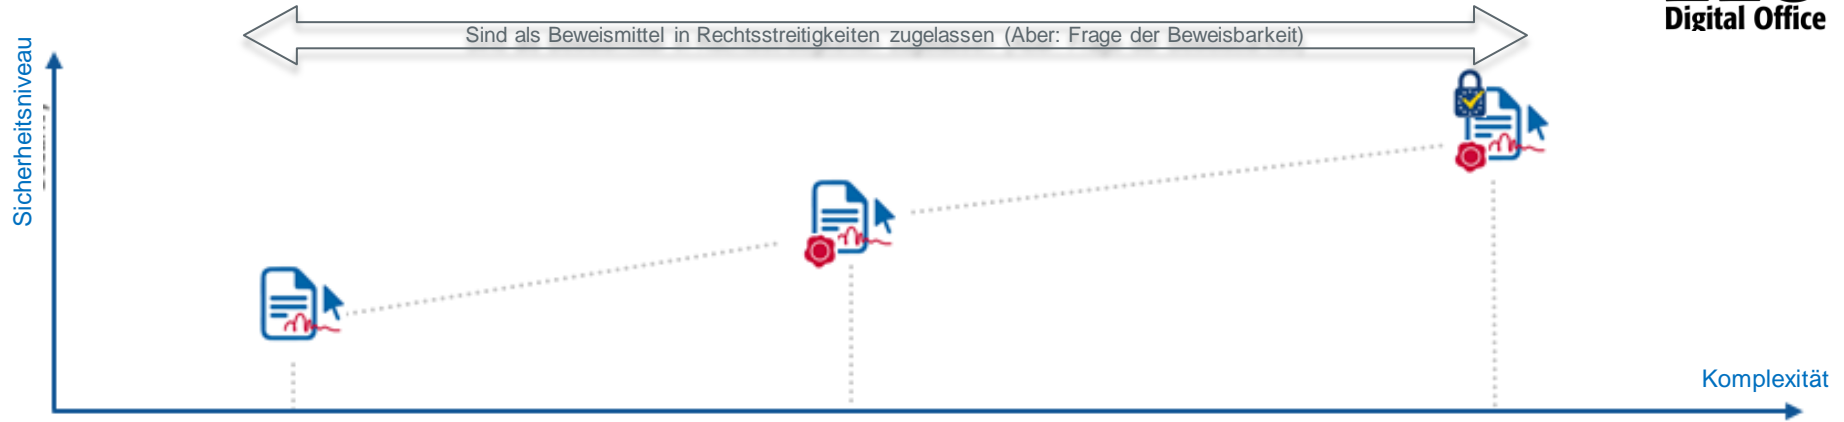 Digital Office
Sind als Beweismittel in Rechtsstreitigkeiten zugelassen (Aber: Frage der Beweisbarkeit)
Sicherheitsniveau
Komplexität